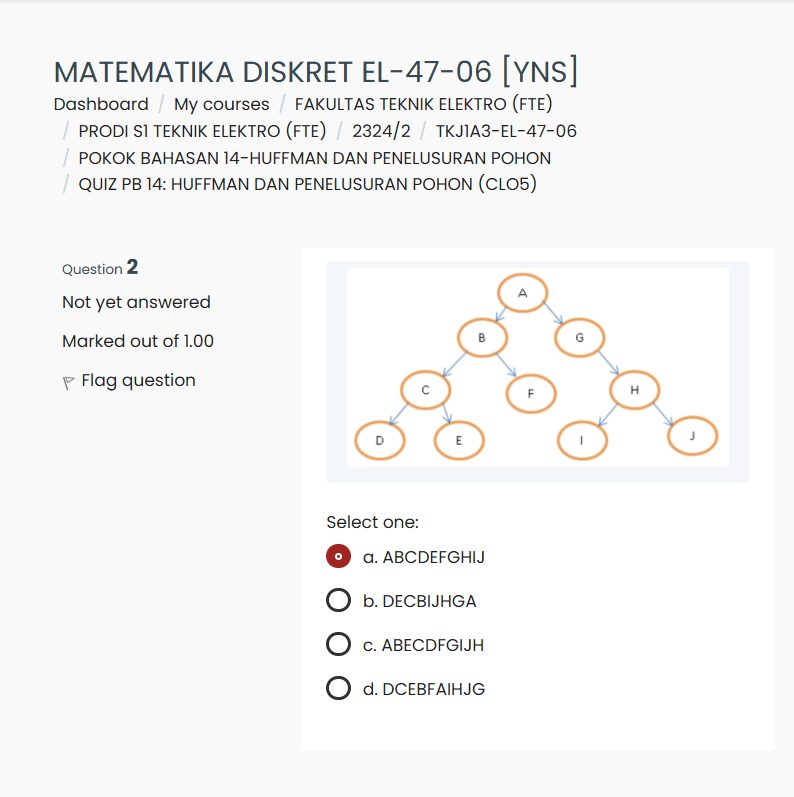 MATEMATIKA DISKRET EL-47-06 [YNS]
Dashboard / My courses / FAKULTAS TEKNIK ELEKTRO (FTE)
/ PRODI S1 TEKNIK ELEKTRO (FTE) / 2324/2 / TKJ1A3-EL-47-06
/ POKOK BAHASAN 14-HUFFMAN DAN PENELUSURAN POHON
/ QUIZ PB 14: HUFFMAN DAN PENELUSURAN POHON (CLO5)
Question 2
Not yet answered
Marked out of 1.00
Flag question
A
B G
C F H
D E I J
Select one:
a. ABCDEFGHIJ
b. DECBIJHGA
c. ABECDFGIJH
d. DCEBFAIHJG